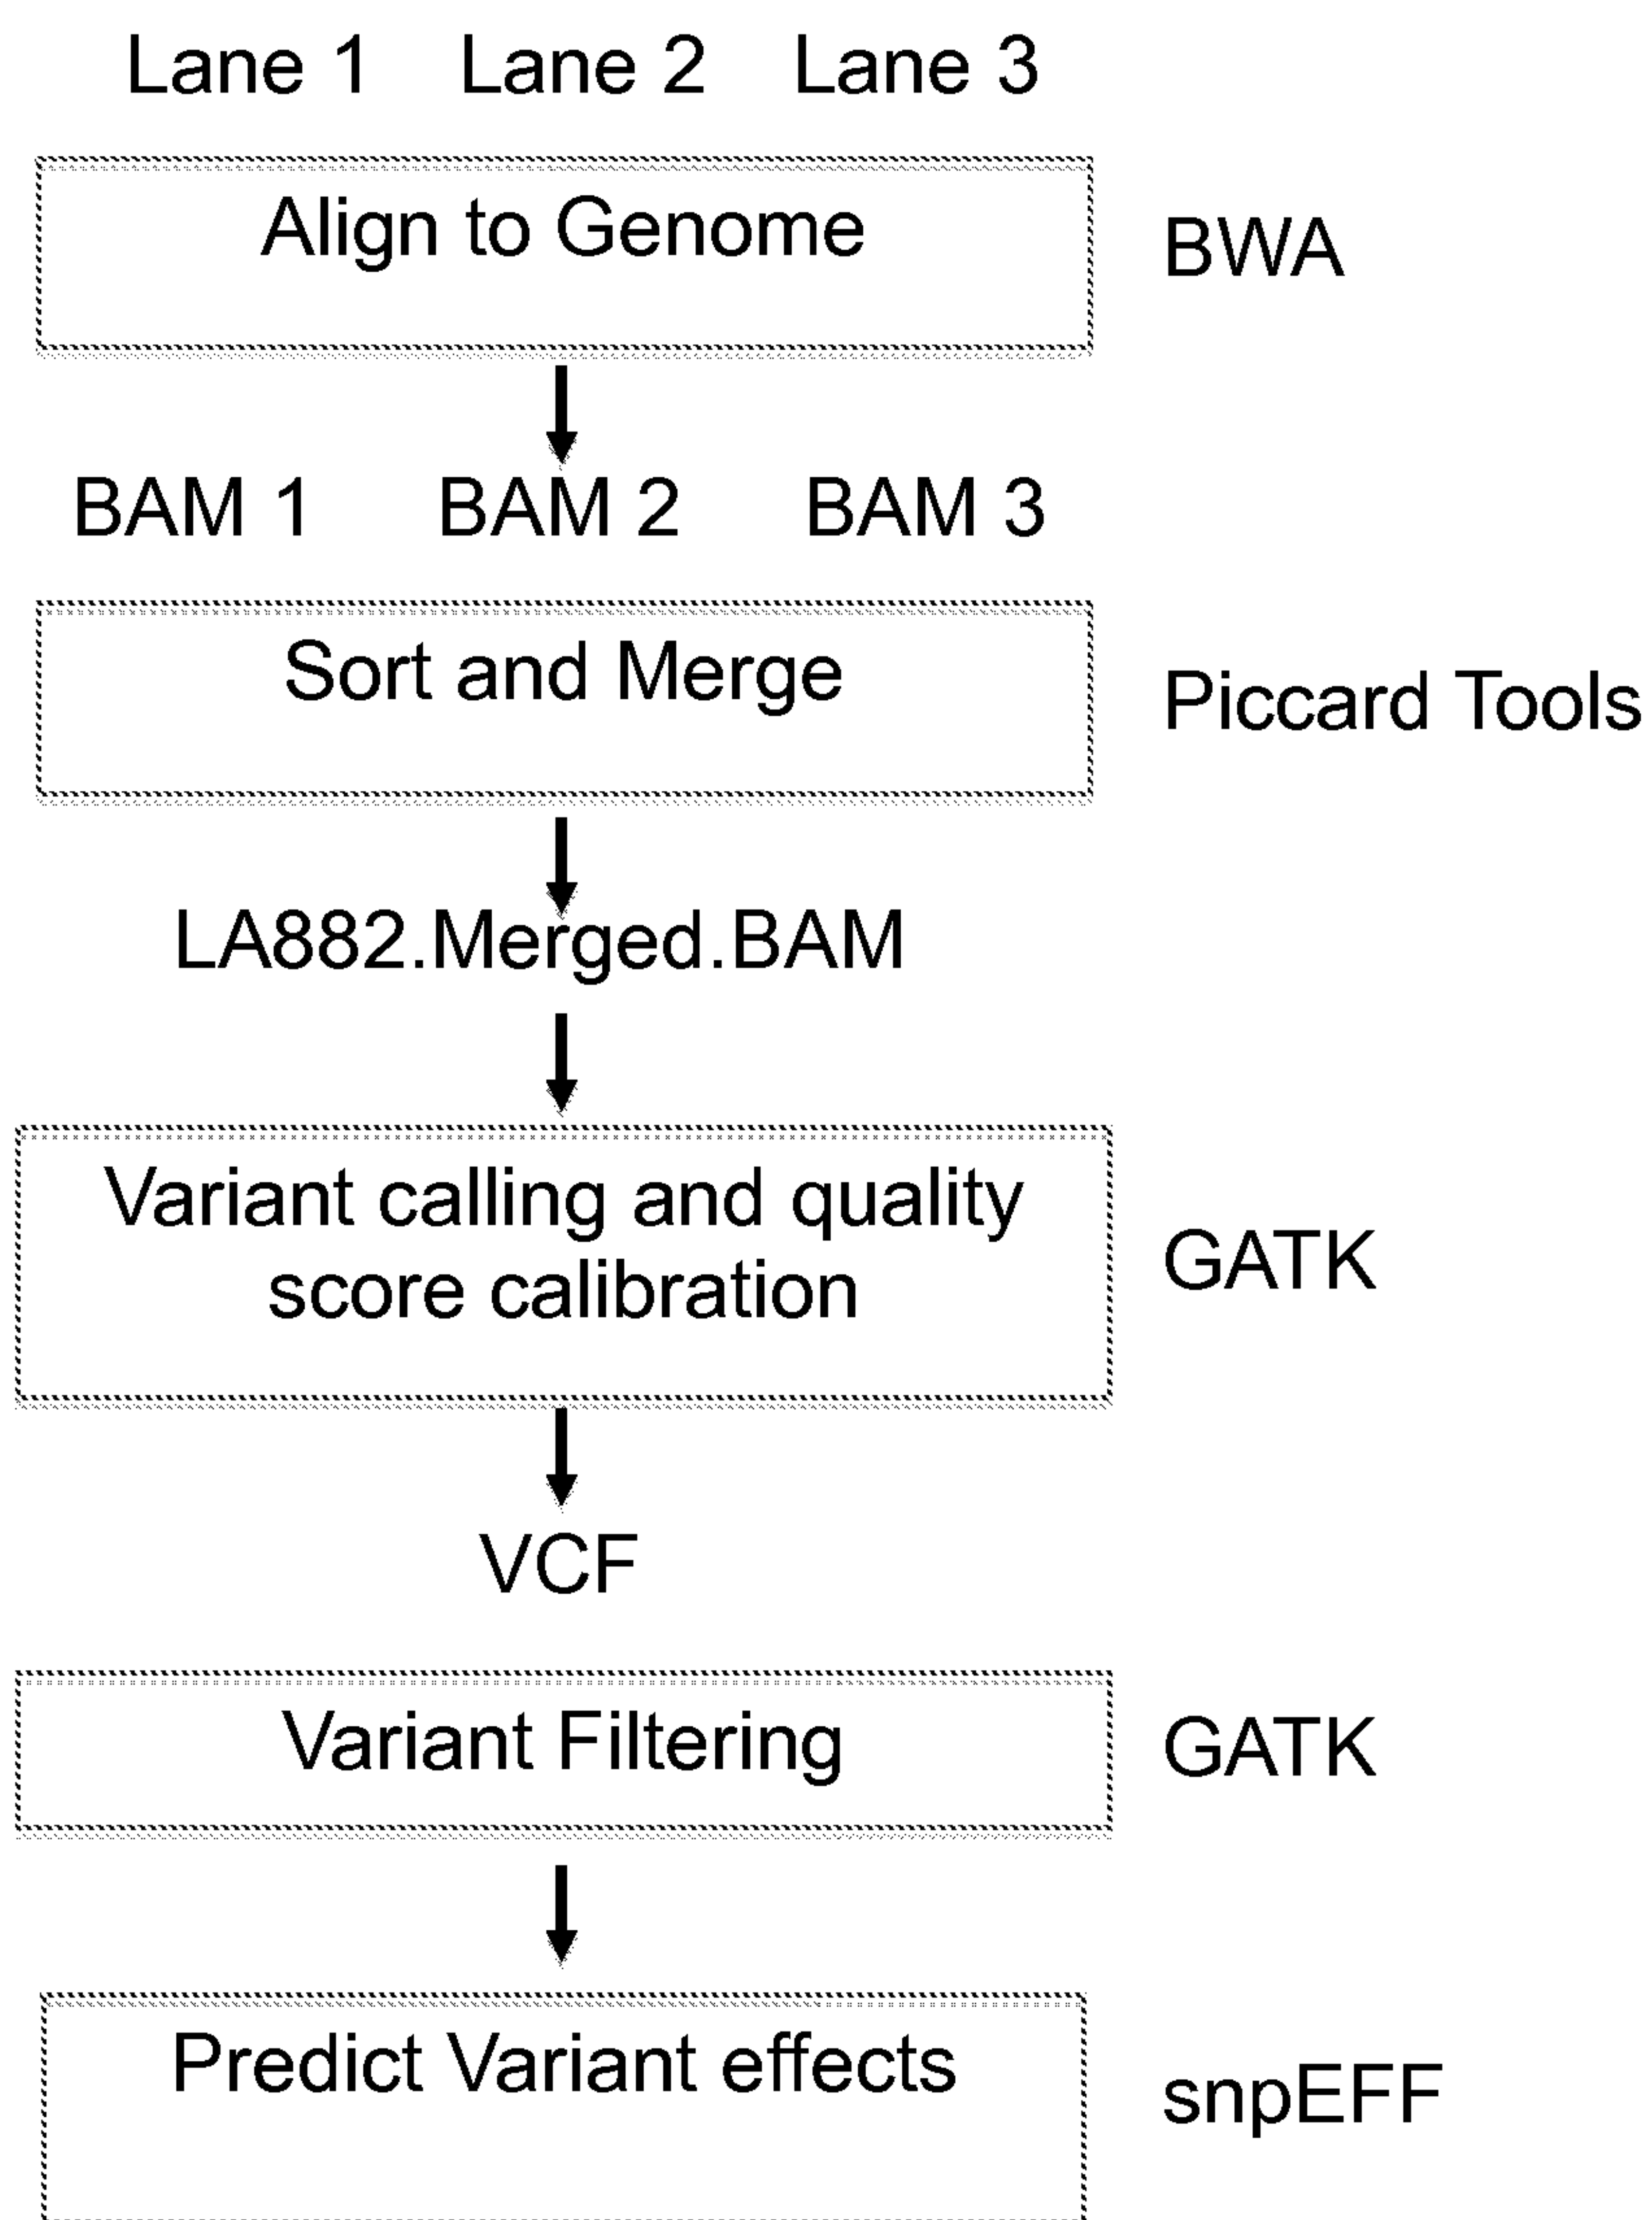 Lane 1 Lane 2 Lane 3
Align to Genome
BWA
BAM 1 BAM 2 BAM 3
Sort and Merge
Piccard Tools
LA882.Merged.BAM
Variant calling and quality
score calibration
GATK
VCF
Variant Filtering
GATK
Predict Variant effects
snpEFF